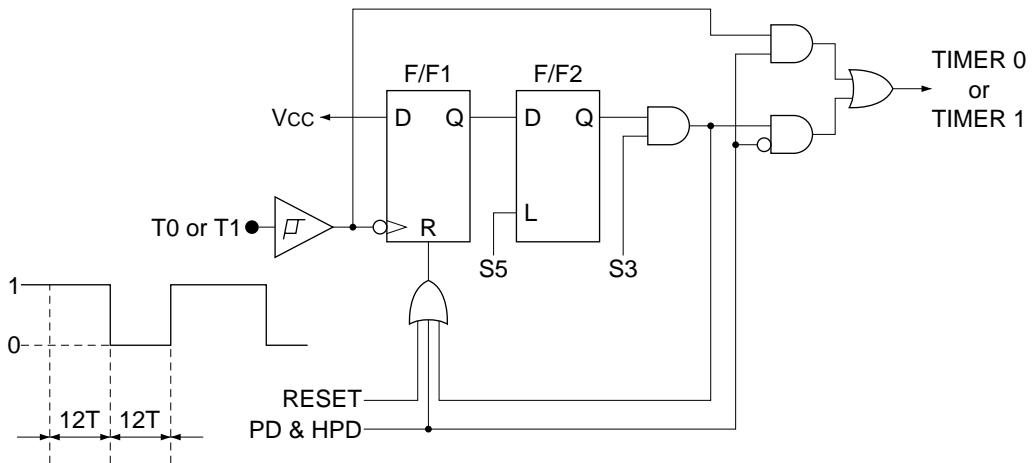 F/F1
F/F2
TIMER 0
or
TIMER 1
VCC
D
Q
D
Q
T0 or T1
R
L
S5
S3
1
0
12T
12T
RESET
PD & HPD